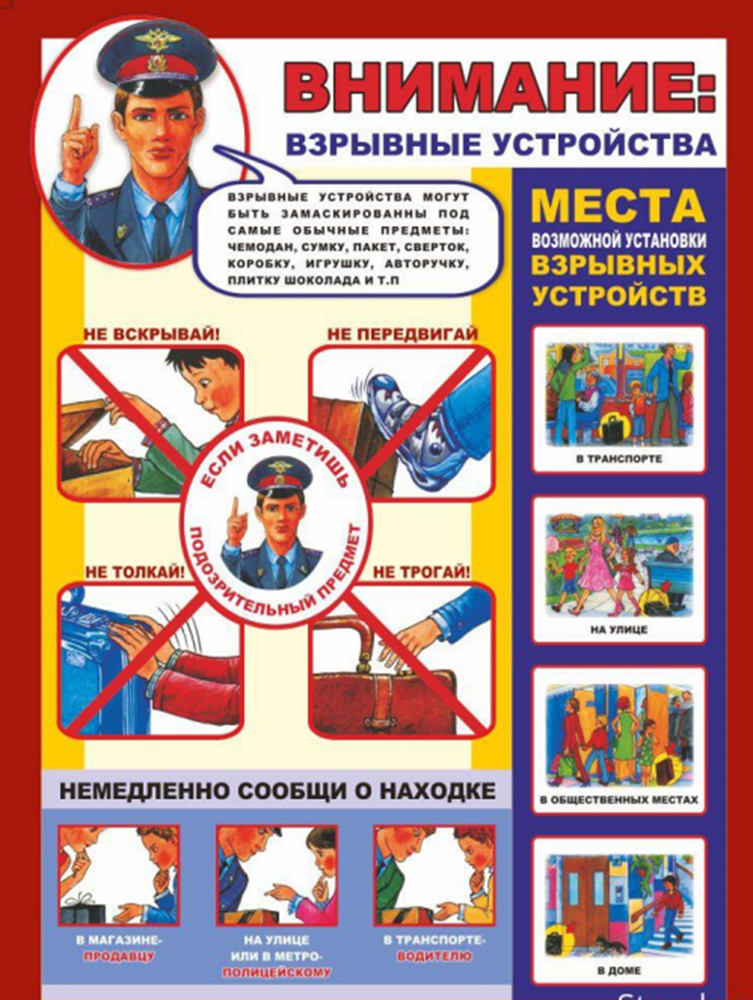 ВНИМАНИЕ:
ВЗРЫВНЫЕ УСТРОЙСТВА
ВЗРЫВНЫЕ УСТРОЙСТВА МОГУТ
БЫТЬ ЗАМАСКИРОВАННЫ ПОД
САМЫЕ ОБЫЧНЫЕ ПРЕДМЕТЫ:
ЧЕМОДАН, СУМКУ, ПАКЕТ, СВЕРТОК,
КОРОБКУ, ИГРУШКУ, АВТОРУЧКУ,
ПЛИТКУ ШОКОЛАДА И Т.П
НЕ ВСКРЫВАЙ!
НЕ ПЕРЕДВИГАЙ
ЕСЛИ ЗАМЕТИШЬ
ПОДОЗРИТЕЛЬНЫЙ ПРЕДМЕТ
НЕ ТОЛКАЙ!
НЕ ТРОГАЙ!
НЕМЕДЛЕННО СООБЩИ О НАХОДКЕ
В МАГАЗИНЕ-
ПРОДАВЦУ
НА УЛИЦЕ
ИЛИ В МЕТРО-
ПОЛИЦЕЙСКОМУ
В ТРАНСПОРТЕ-
ВОДИТЕЛЮ
МЕСТА
ВОЗМОЖНОЙ УСТАНОВКИ
ВЗРЫВНЫХ
УСТРОЙСТВ
В ТРАНСПОРТЕ
НА УЛИЦЕ
В ОБЩЕСТВЕННЫХ МЕСТАХ
В ДОМЕ